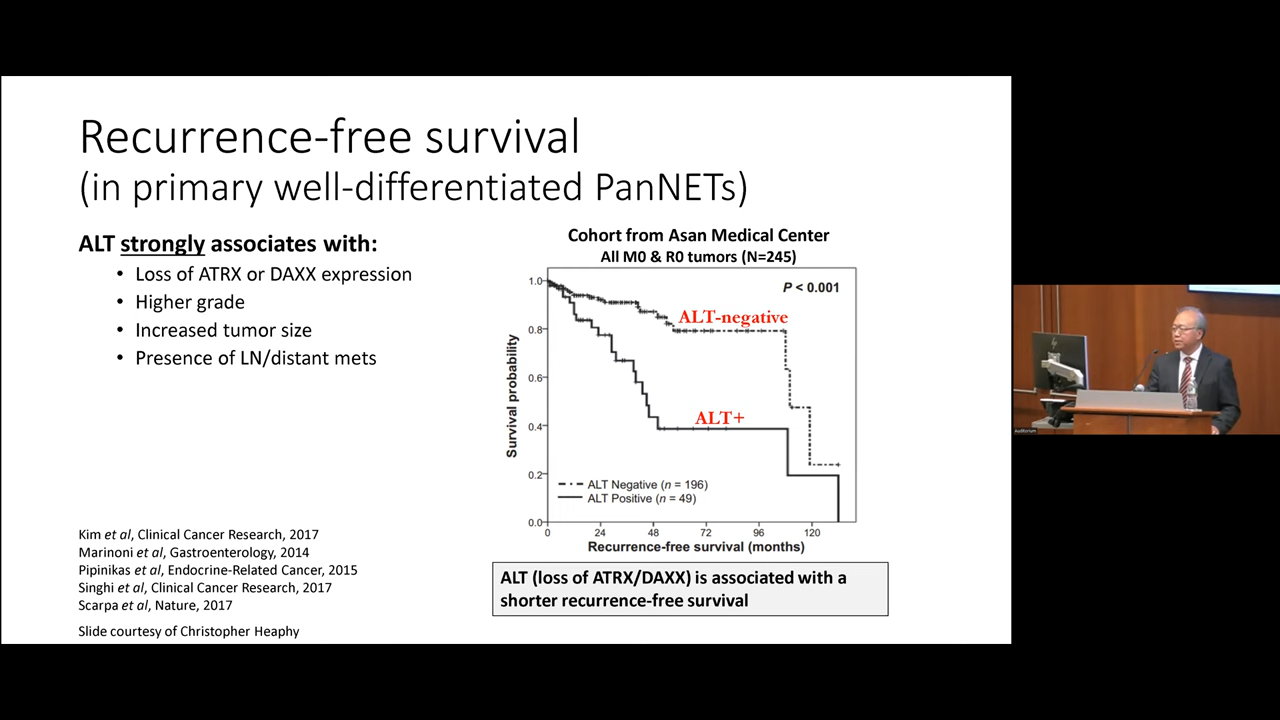 Recurrence-free survival
(in primary well-differentiated PanNETs)
ALT strongly associates with:
• Loss of ATRX or DAXX expression
• Higher grade
• Increased tumor size
• Presence of LN/distant mets
Kim et al, Clinical Cancer Research, 2017
Marinoni et al, Gastroenterology, 2014
Pipinikas et al, Endocrine-Related Cancer, 2015
Singhi et al, Clinical Cancer Research, 2017
Scarpa et al, Nature, 2017
Slide courtesy of Christopher Heaphy
Cohort from Asan Medical Center
All M0 & R0 tumors (N=245)
P < 0.001
ALT-negative
ALT+
Survival probability
1.0
0.8
0.6
0.4
0.2
0.0
ALT Negative (n = 196)
ALT Positive (n = 49)
0 24 48 72 96 120
Recurrence-free survival (months)
ALT (loss of ATRX/DAXX) is associated with a
shorter recurrence-free survival
Auditorium